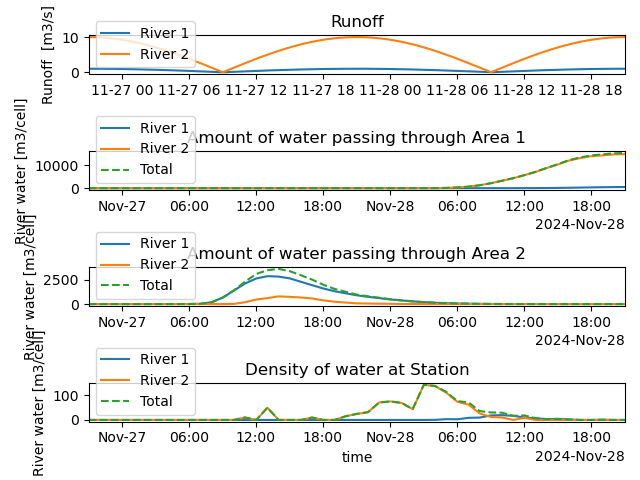 Runoff
Runoff [m3/s]
10
0
River 1
River 2
11-27 00 11-27 06 11-27 12 11-27 18 11-28 00 11-28 06 11-28 12 11-28 18
Amount of water passing through Area 1
River water [m3/cell]
10000
0
River 1
River 2
Total
Nov-27 06:00 12:00 18:00 Nov-28 06:00 12:00 18:00
2024-Nov-28
Amount of water passing through Area 2
River water [m3/cell]
2500
0
River 1
River 2
Total
Nov-27 06:00 12:00 18:00 Nov-28 06:00 12:00 18:00
2024-Nov-28
Density of water at Station
River water [m3/cell]
100
0
River 1
River 2
Total
Nov-27 06:00 12:00 18:00 Nov-28 06:00 12:00 18:00
time
2024-Nov-28